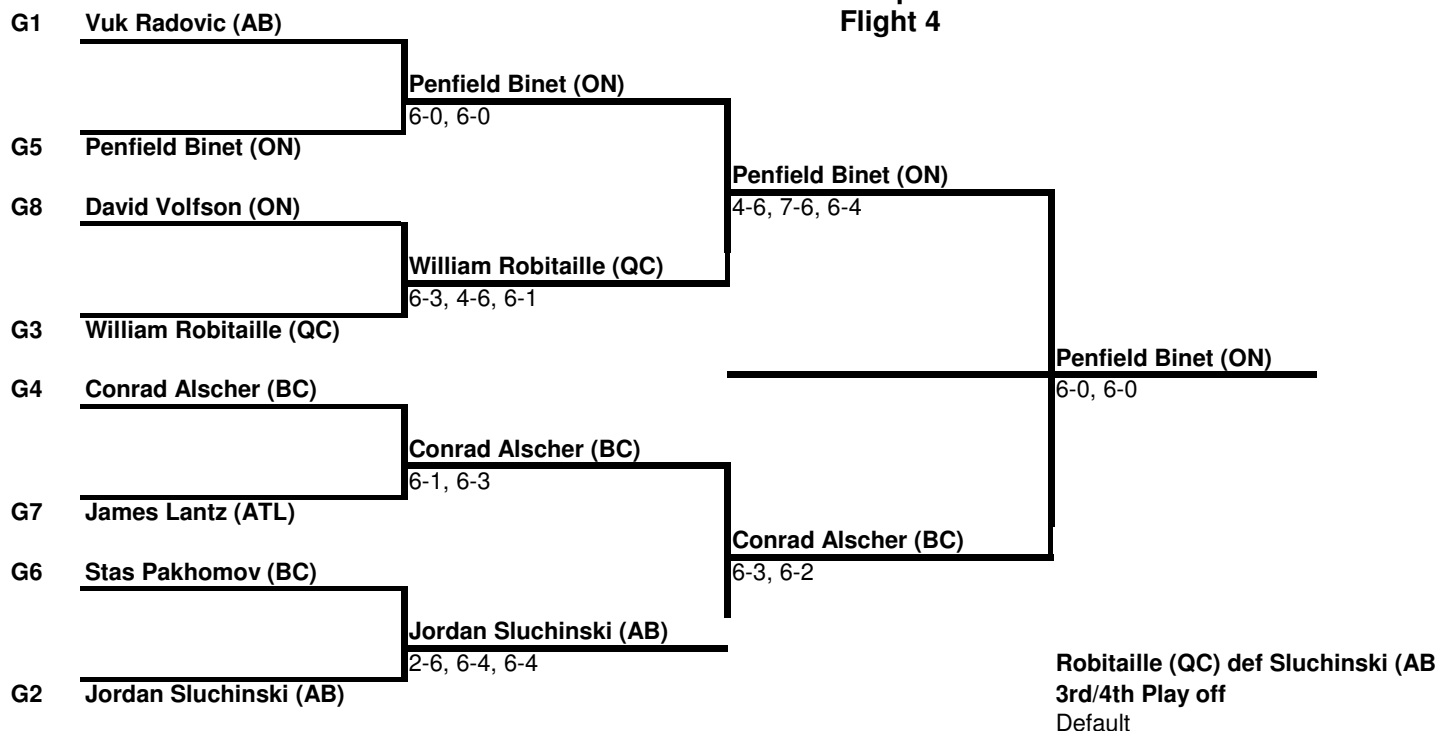 Flight 4
G1 Vuk Radovic (AB)
Penfield Binet (ON)
6-0, 6-0
G5 Penfield Binet (ON)
Penfield Binet (ON)
4-6, 7-6, 6-4
G8 David Volfson (ON)
William Robitaille (QC)
6-3, 4-6, 6-1
G3 William Robitaille (QC)
Penfield Binet (ON)
6-0, 6-0
G4 Conrad Alscher (BC)
Conrad Alscher (BC)
6-1, 6-3
G7 James Lantz (ATL)
Conrad Alscher (BC)
6-3, 6-2
G6 Stas Pakhomov (BC)
Jordan Sluchinski (AB)
2-6, 6-4, 6-4
G2 Jordan Sluchinski (AB)
Robitaille (QC) def Sluchinski (AB
3rd/4th Play off
Default